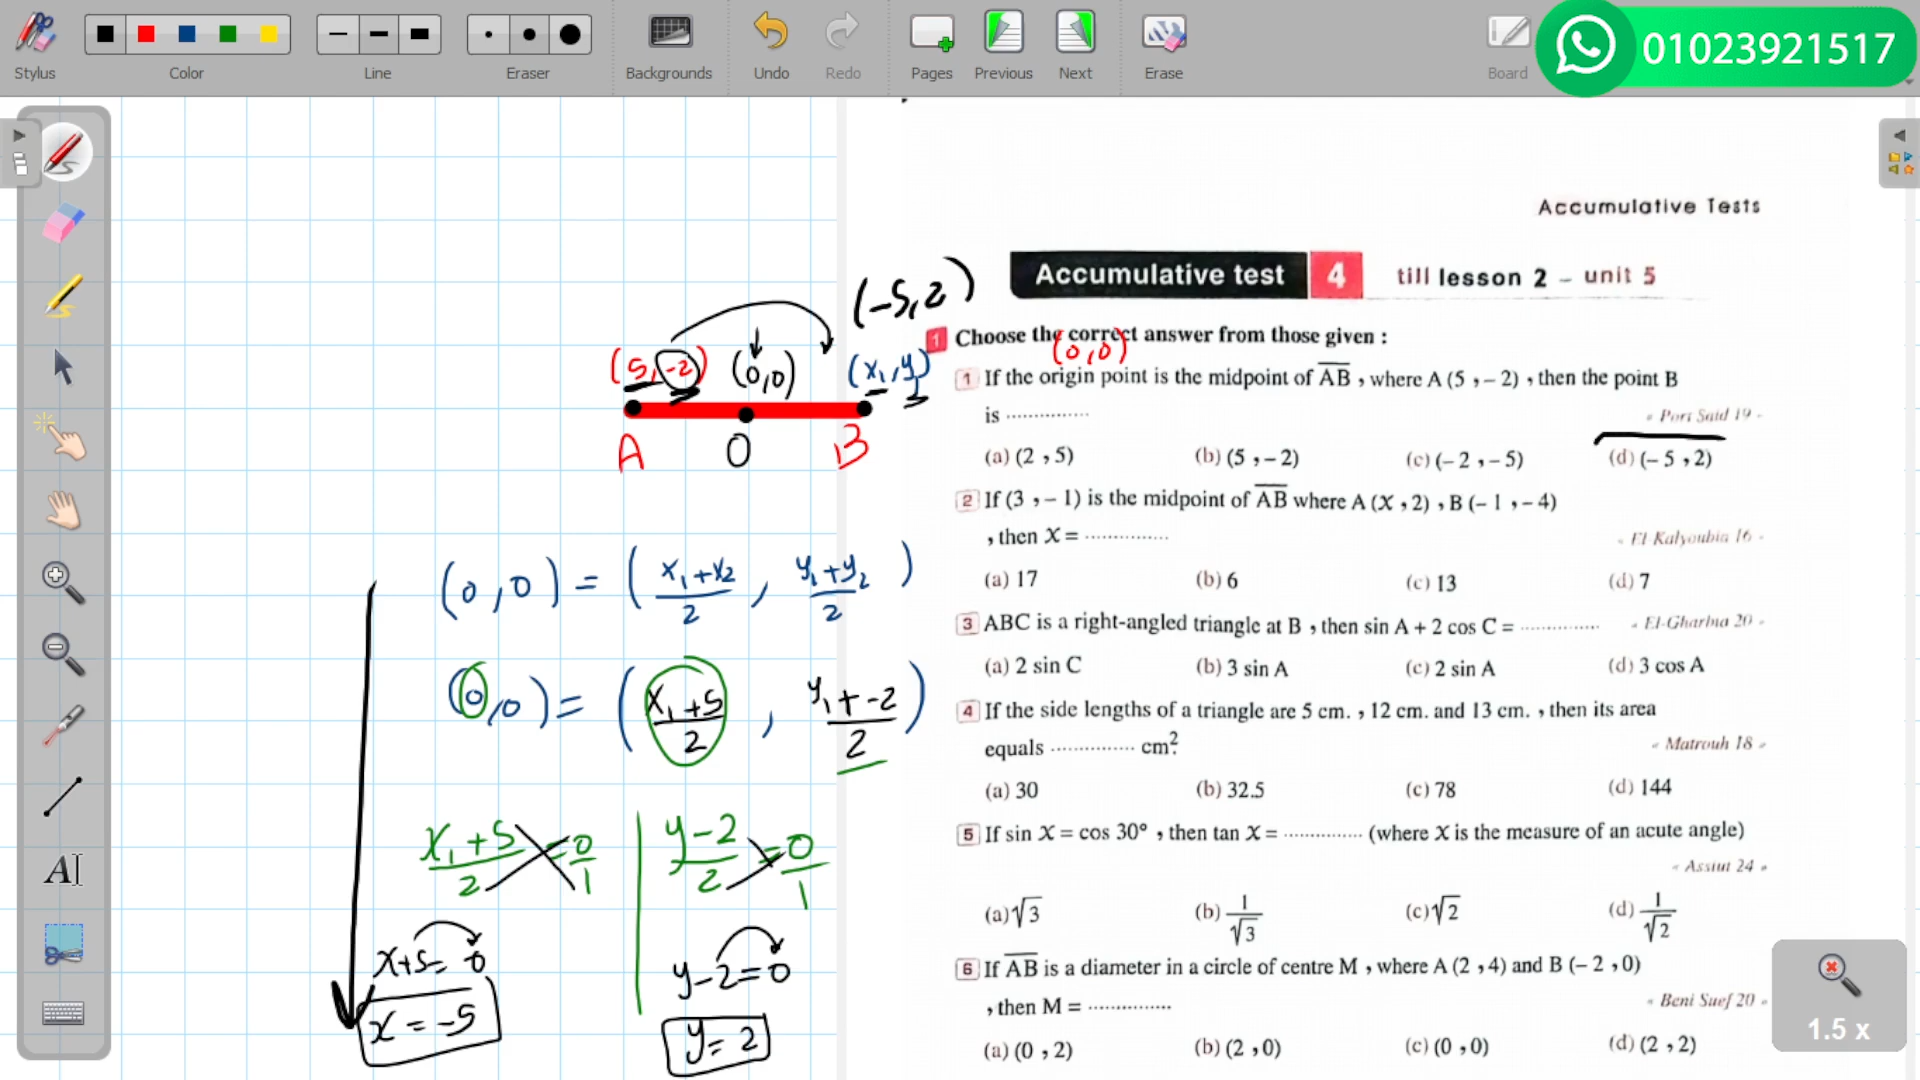 Stylus
Color
Line
Eraser
Backgrounds
Undo
Redo
Pages
Previous
Next
Erase
Board
01023921517
Accumulative Tests
Accumulative test 4 till lesson 2 - unit 5
1 Choose the correct answer from those given :
(0,0)
1 If the origin point is the midpoint of AB , where A (5 , – 2) , then the point B
is ...............
« Port Said 19 »
(a) (2 , 5) (b) (5 , – 2) (c) (– 2 , – 5) (d) (– 5 , 2)
2 If (3 , – 1) is the midpoint of AB where A (X , 2) , B (– 1 , – 4)
, then X = ...............
« El-Kalyoubia 16 »
(a) 17 (b) 6 (c) 13 (d) 7
3 ABC is a right-angled triangle at B , then sin A + 2 cos C = ............... « El-Gharbia 20 »
(a) 2 sin C (b) 3 sin A (c) 2 sin A (d) 3 cos A
4 If the side lengths of a triangle are 5 cm. , 12 cm. and 13 cm. , then its area
equals ............... cm²
« Matrouh 18 »
(a) 30 (b) 32.5 (c) 78 (d) 144
5 If sin X = cos 30° , then tan X = ............... (where X is the measure of an acute angle)
« Assiut 24 »
(a) √3 (b) 1/√3 (c) √2 (d) 1/√2
6 If AB is a diameter in a circle of centre M , where A (2 , 4) and B (– 2 , 0)
, then M = ...............
« Beni Suef 20 »
(a) (0 , 2) (b) (2 , 0) (c) (0 , 0) (d) (2 , 2)
(-5,2)
(5,-2) (0,0) (x,y)
A O B
(0,0) = (x₁+x₂/2 , y₁+y₂/2)
(0,0) = (x₁+5/2 , y₁+-2/2)
x₁+5/2 = 0/1
y-2/2 = 0/1
x+5=0
y-2=0
x=-5
y=2
AI
1.5 x